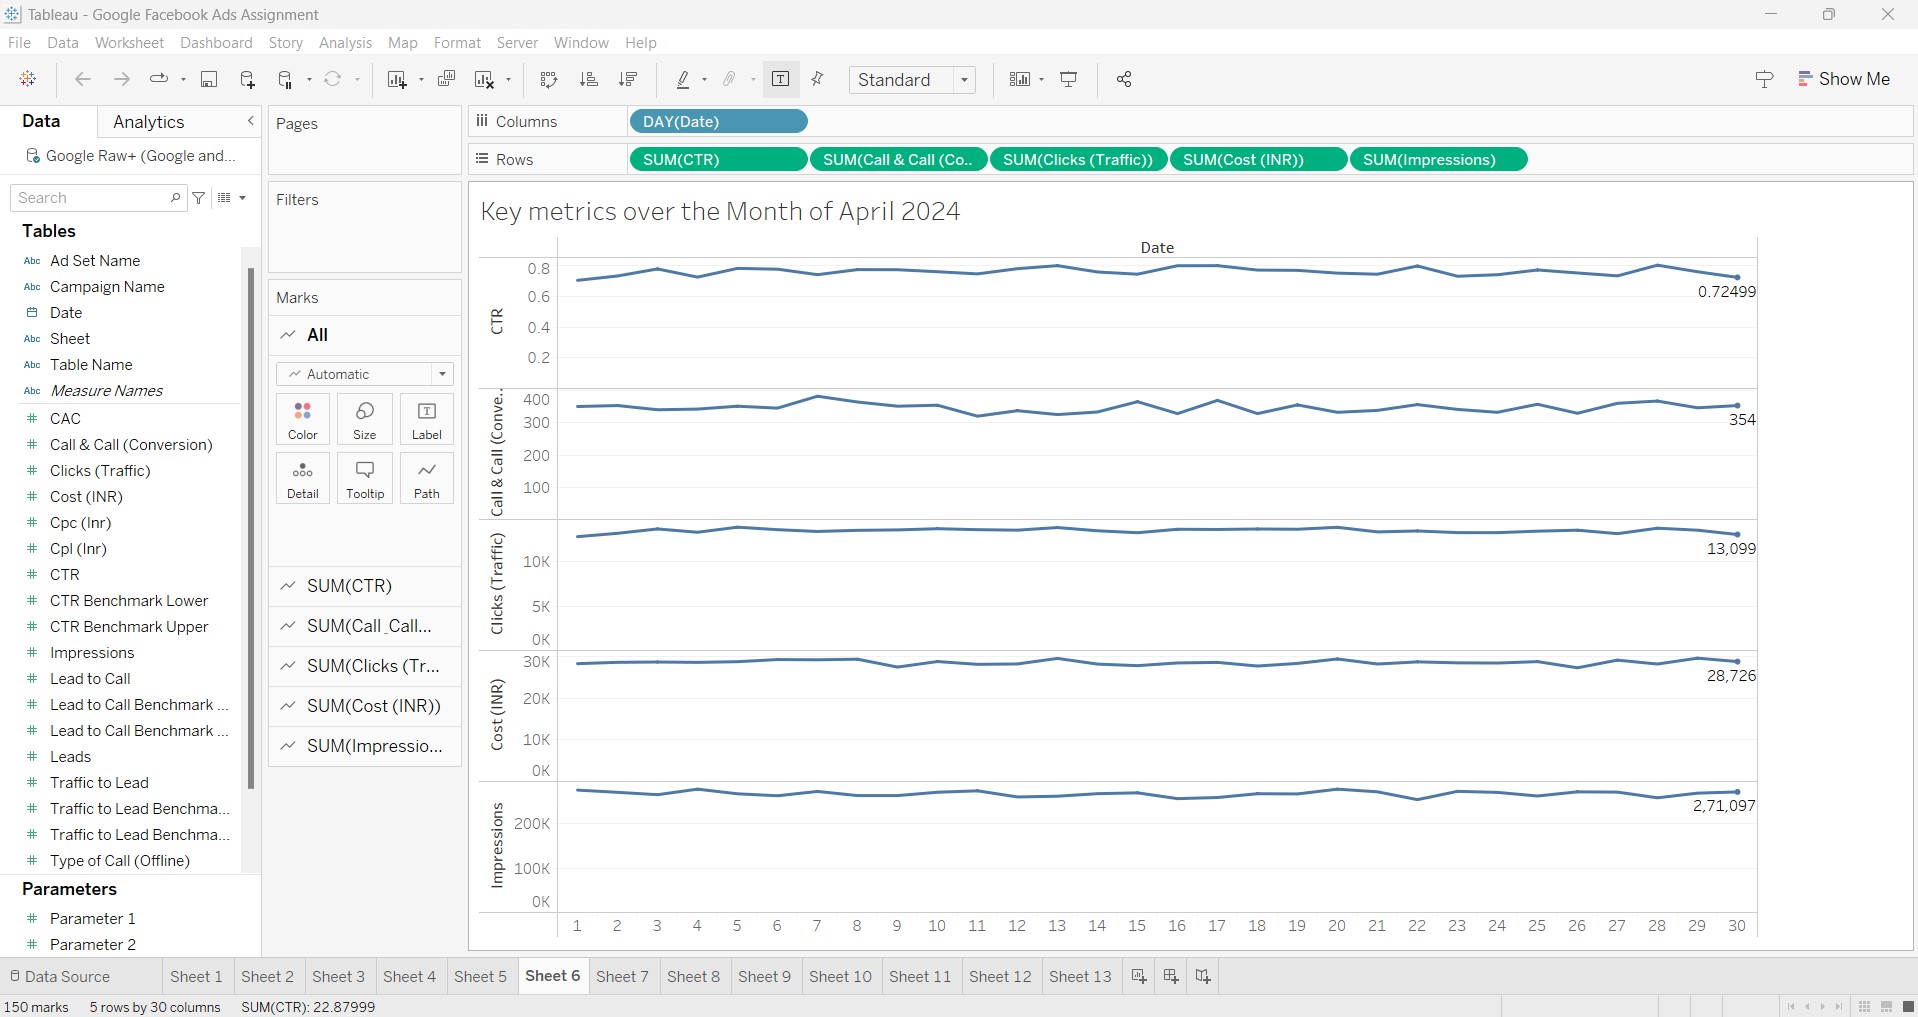 Tableau - Google Facebook Ads Assignment
File Data Worksheet Dashboard Story Analysis Map Format Server Window Help
Standard
Show Me
Data Analytics
Google Raw+ (Google and...
Search
Tables
Abc Ad Set Name
Abc Campaign Name
Date
Abc Sheet
Abc Table Name
Abc Measure Names
# CAC
# Call & Call (Conversion)
# Clicks (Traffic)
# Cost (INR)
# Cpc (Inr)
# Cpl (Inr)
# CTR
# CTR Benchmark Lower
# CTR Benchmark Upper
# Impressions
# Lead to Call
# Lead to Call Benchmark ...
# Lead to Call Benchmark ...
# Leads
# Traffic to Lead
# Traffic to Lead Benchma...
# Traffic to Lead Benchma...
# Type of Call (Offline)
Parameters
# Parameter 1
# Parameter 2
Pages
Filters
Marks
All
Automatic
Color Size Label
Detail Tooltip Path
SUM(CTR)
SUM(Call_Call...
SUM(Clicks (Tr...
SUM(Cost (INR))
SUM(Impressio...
Columns DAY(Date)
Rows SUM(CTR) SUM(Call & Call (Co.. SUM(Clicks (Traffic)) SUM(Cost (INR)) SUM(Impressions)
Key metrics over the Month of April 2024
Date
CTR
0.8
0.6
0.4
0.2
0.72499
Call & Call (Conve..
400
300
200
100
354
Clicks (Traffic)
10K
5K
0K
13,099
Cost (INR)
30K
20K
10K
0K
28,726
Impressions
200K
100K
0K
2,71,097
1 2 3 4 5 6 7 8 9 10 11 12 13 14 15 16 17 18 19 20 21 22 23 24 25 26 27 28 29 30
Data Source Sheet 1 Sheet 2 Sheet 3 Sheet 4 Sheet 5 Sheet 6 Sheet 7 Sheet 8 Sheet 9 Sheet 10 Sheet 11 Sheet 12 Sheet 13
150 marks 5 rows by 30 columns SUM(CTR): 22.87999